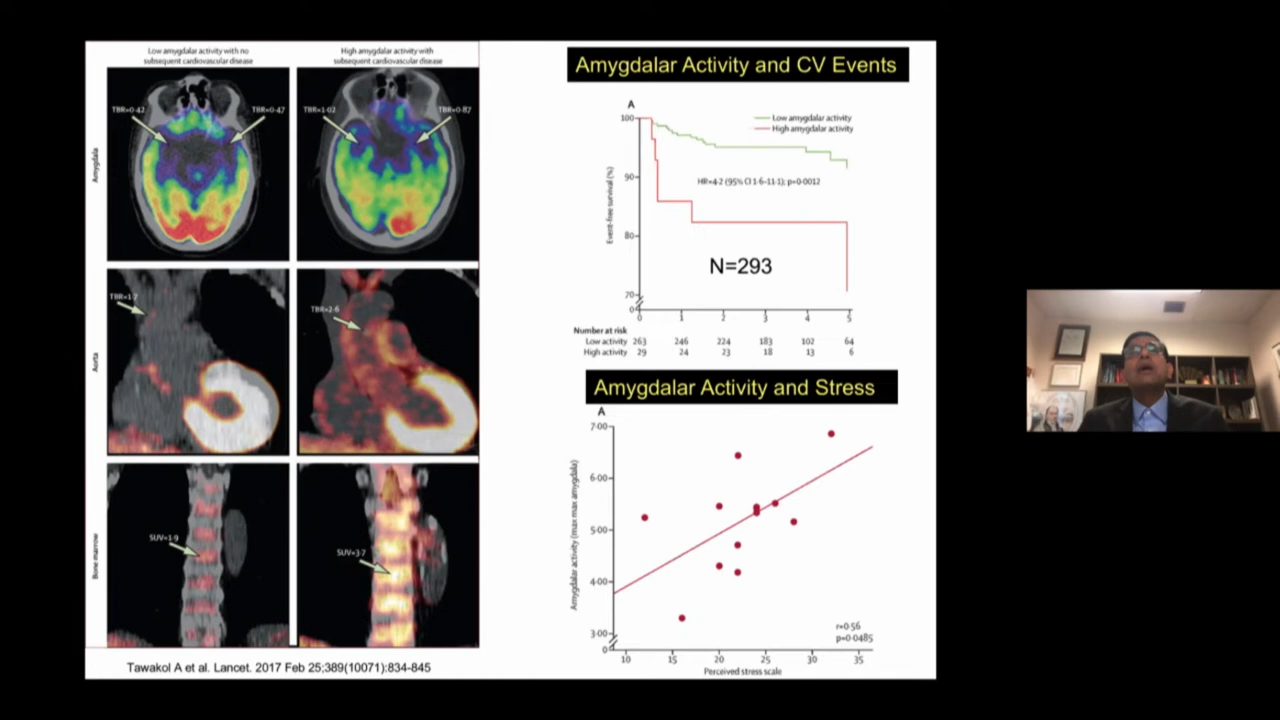 Low amygdalar activity with no
subsequent cardiovascular disease
High amygdalar activity with
subsequent cardiovascular disease
Amygdala
TBR=0·42
TBR=0·47
TBR=1·02
TBR=0·87
Aorta
TBR=1·7
TBR=2·6
Bone marrow
SUV=1·9
SUV=3·7
Tawakol A et al. Lancet. 2017 Feb 25;389(10071):834-845
Amygdalar Activity and CV Events
A
Low amygdalar activity
High amygdalar activity
Event-free survival (%)
100
90
80
70
0
HR=4·2 (95% CI 1·6–11·1); p=0·0012
N=293
0 1 2 3 4 5
Number at risk
Low activity 263 246 224 183 102 64
High activity 29 24 23 18 13 6
Amygdalar Activity and Stress
A
Amygdalar activity (max max amygdala)
7·00
6·00
5·00
4·00
3·00
0
r=0·56
p=0·0485
10 15 20 25 30 35
Perceived stress scale